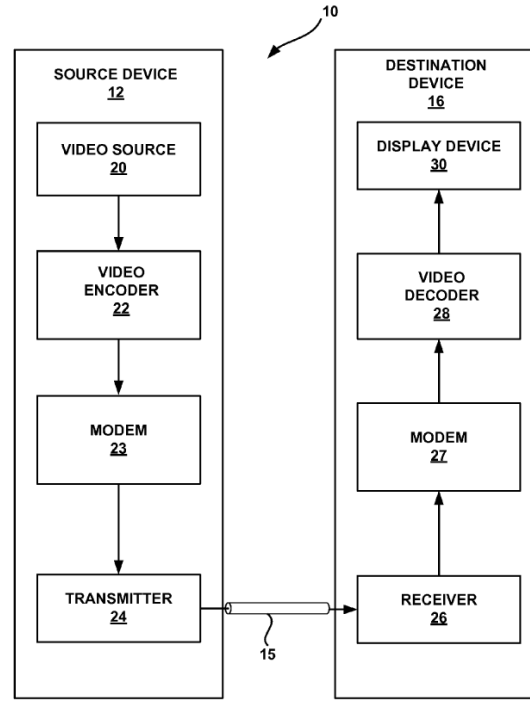 10
SOURCE DEVICE
12
VIDEO SOURCE
20
VIDEO
ENCODER
22
MODEM
23
TRANSMITTER
24
15
DESTINATION
DEVICE
16
DISPLAY DEVICE
30
VIDEO
DECODER
28
MODEM
27
RECEIVER
26